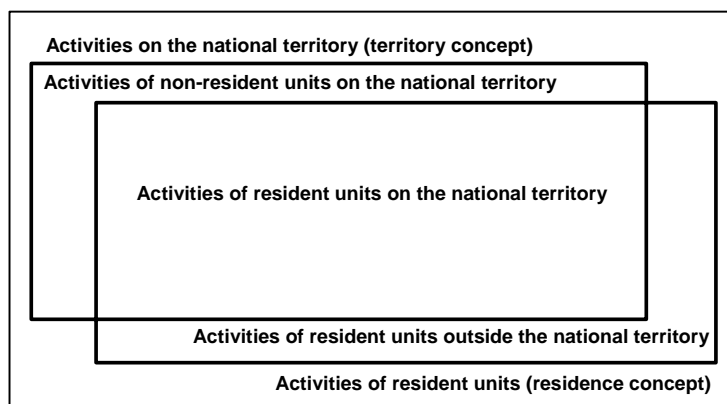 Activities on the national territory (territory concept)
Activities of non-resident units on the national territory
Activities of resident units on the national territory
Activities of resident units outside the national territory
Activities of resident units (residence concept)